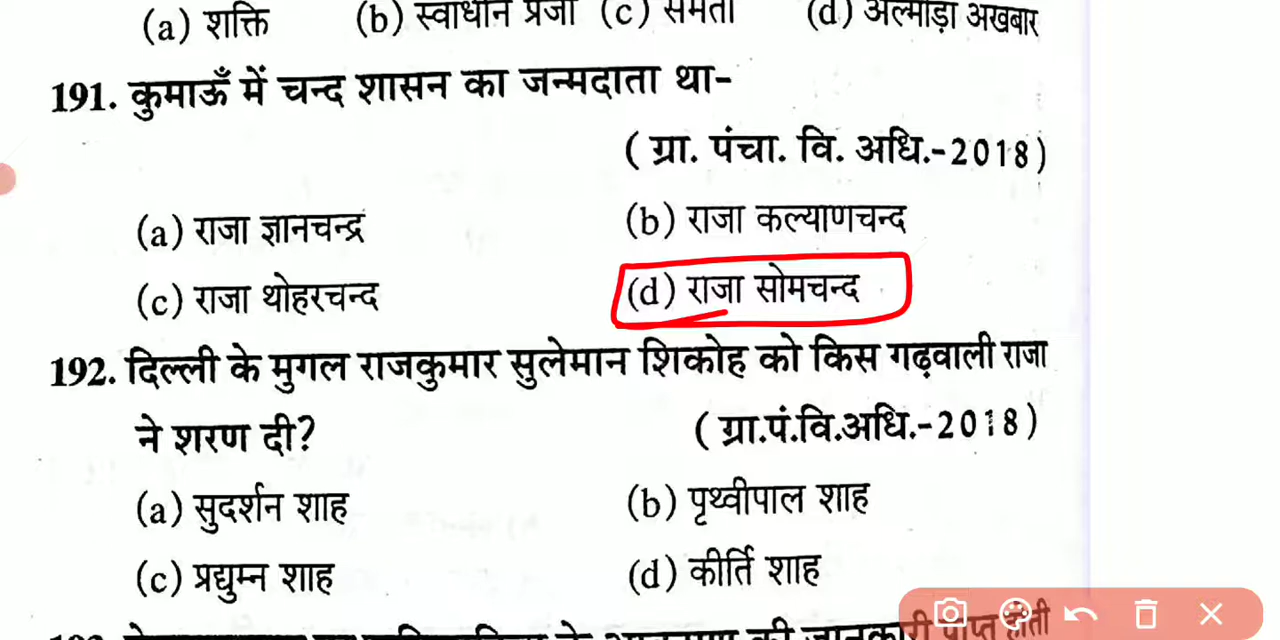 (a) शक्ति (b) स्वाधीन प्रजा (c) समता (d) अल्मोड़ा अखबार
191. कुमाऊँ में चन्द शासन का जन्मदाता था-
( ग्रा. पंचा. वि. अधि.-2018)
(a) राजा ज्ञानचन्द्र (b) राजा कल्याणचन्द
(c) राजा थोहरचन्द (d) राजा सोमचन्द
192. दिल्ली के मुगल राजकुमार सुलेमान शिकोह को किस गढ़वाली राजा
ने शरण दी? ( ग्रा.पं.वि.अधि.-2018)
(a) सुदर्शन शाह (b) पृथ्वीपाल शाह
(c) प्रद्युम्न शाह (d) कीर्ति शाह
की जानकारी प्राप्त होती